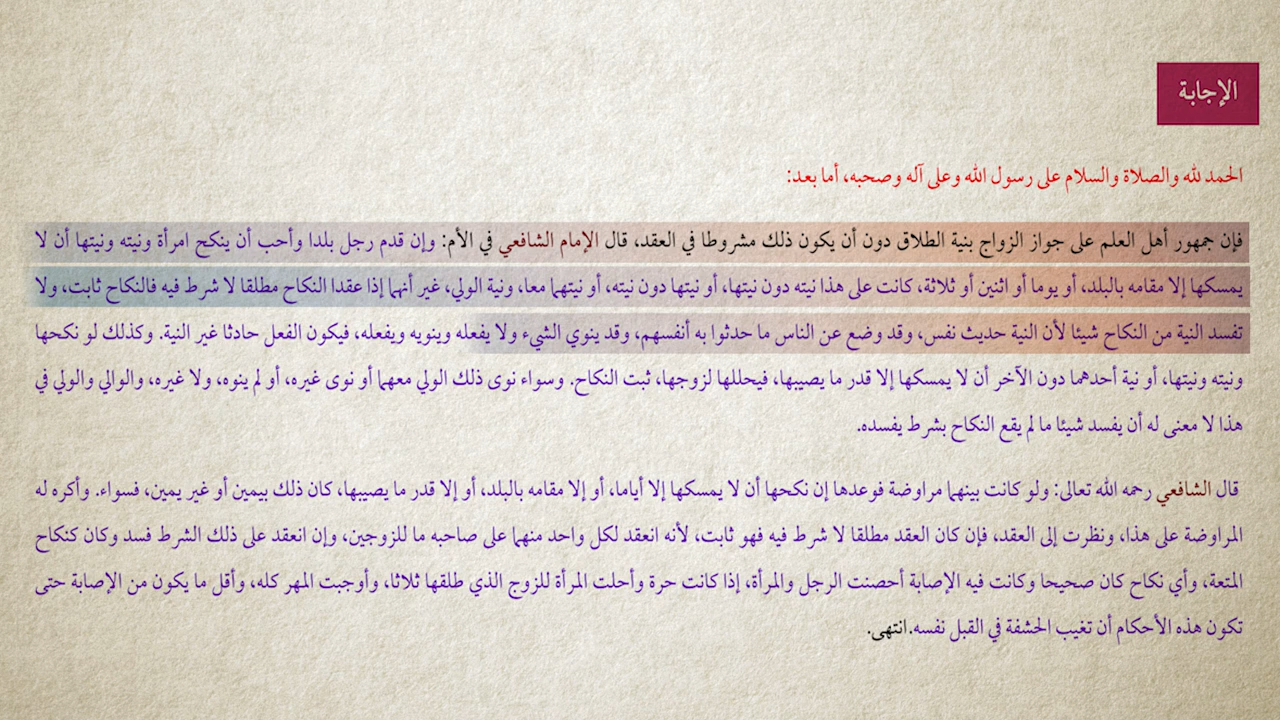 الإجابة
الحمد لله والصلاة والسلام على رسول الله وعلى آله وصحبه، أما بعد:
فإن جمهور أهل العلم على جواز الزواج بنية الطلاق دون أن يكون ذلك مشروطا في العقد، قال الإمام الشافعي في الأم: وإن قدم رجل بلدا وأحب أن ينكح امرأة ونيته ونيتها أن لا
يمسكها إلا مقامه بالبلد، أو يوما أو اثنين أو ثلاثة، كانت على هذا نيته دون نيتها، أو نيتها دون نيته، أو نيتهما معا، ونية الولي، غير أنهما إذا عقدا النكاح مطلقا لا شرط فيه فالنكاح ثابت، ولا
تفسد النية من النكاح شيئا لأن النية حديث نفس، وقد وضع عن الناس ما حدثوا به أنفسهم، وقد ينوي الشيء ولا يفعله وينويه ويفعله، فيكون الفعل حادثا غير النية. وكذلك لو نكحها
ونيته ونيتها، أو نية أحدهما دون الآخر أن لا يمسكها إلا قدر ما يصيبها، فيحللها لزوجها، ثبت النكاح. وسواء نوى ذلك الولي معهما أو نوى غيره، أو لم ينوه، ولا غيره، والوالي والولي في
هذا لا معنى له أن يفسد شيئا ما لم يقع النكاح بشرط يفسده.
قال الشافعي رحمه الله تعالى: ولو كانت بينهما مراوضة فوعدها إن نكحها أن لا يمسكها إلا أياما، أو إلا مقامه بالبلد، أو إلا قدر ما يصيبها، كان ذلك بيمين أو غير يمين، فسواء. وأكره له
المراوضة على هذا، ونظرت إلى العقد، فإن كان العقد مطلقا لا شرط فيه فهو ثابت، لأنه انعقد لكل واحد منهما على صاحبه ما للزوجين، وإن انعقد على ذلك الشرط فسد وكان كنكاح
المتعة، وأي نكاح كان صحيحا وكانت فيه الإصابة أحصنت الرجل والمرأة، إذا كانت حرة وأحلت المرأة للزوج الذي طلقها ثلاثا، وأوجبت المهر كله، وأقل ما يكون من الإصابة حتى
تكون هذه الأحكام أن تغيب الحشفة في القبل نفسه.انتهى.